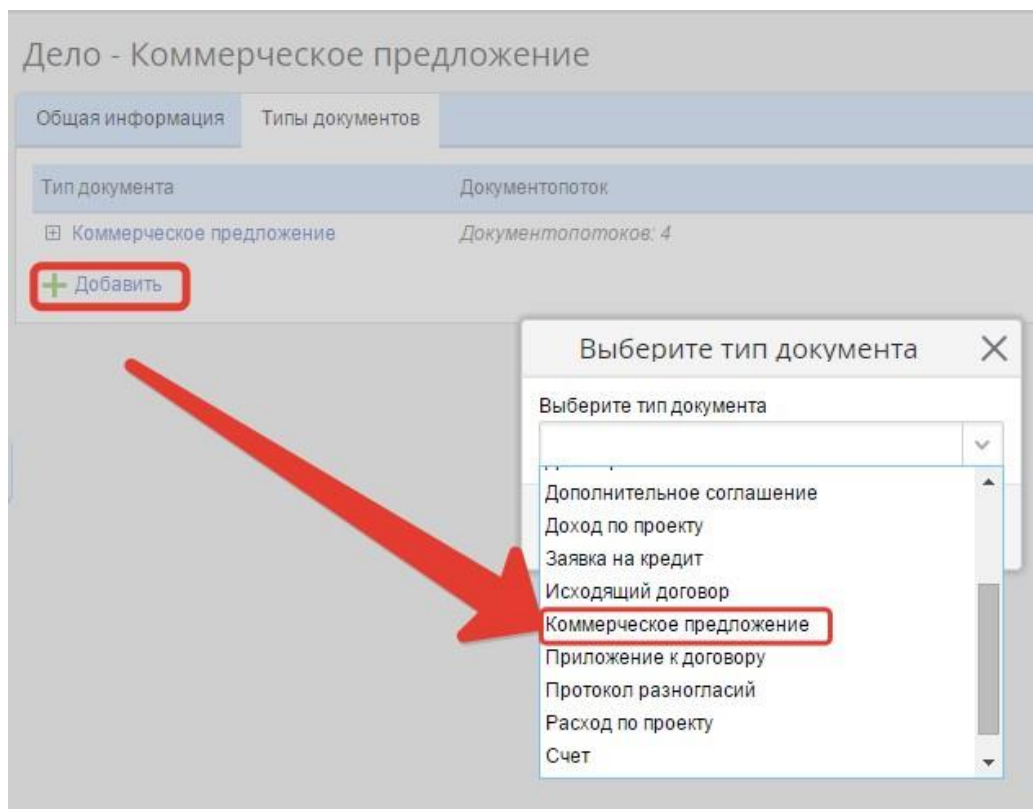 Дело - Коммерческое предложение
Общая информация Типы документов
Тип документа Документопоток
Коммерческое предложение Документопотоков: 4
Добавить
Выберите тип документа
Выберите тип документа
Дополнительное соглашение
Доход по проекту
Заявка на кредит
Исходящий договор
Коммерческое предложение
Приложение к договору
Протокол разногласий
Расход по проекту
Счет